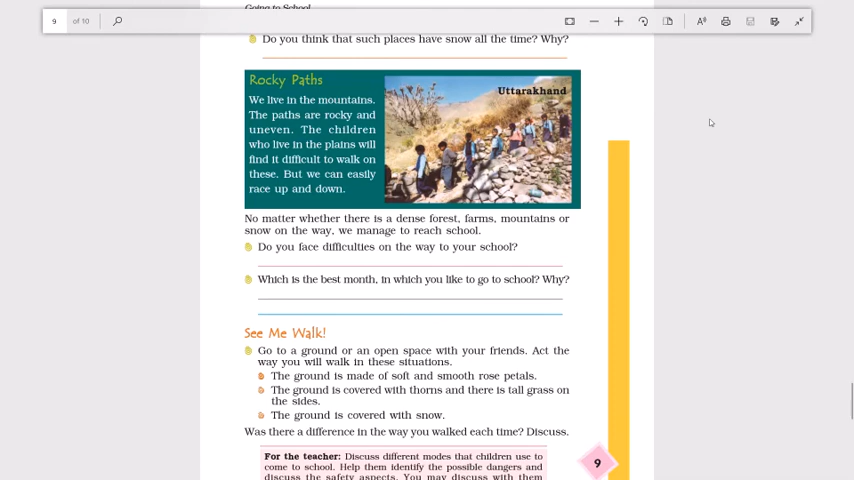 Going to School
9
of 10
Do you think that such places have snow all the time? Why?
Rocky Paths
We live in the mountains.
The paths are rocky and
uneven. The children
who live in the plains will
find it difficult to walk on
these. But we can easily
race up and down.
Uttarakhand
No matter whether there is a dense forest, farms, mountains or
snow on the way, we manage to reach school.
Do you face difficulties on the way to your school?
Which is the best month, in which you like to go to school? Why?
See Me Walk!
Go to a ground or an open space with your friends. Act the
way you will walk in these situations.
The ground is made of soft and smooth rose petals.
The ground is covered with thorns and there is tall grass on
the sides.
The ground is covered with snow.
Was there a difference in the way you walked each time? Discuss.
For the teacher: Discuss different modes that children use to
come to school. Help them identify the possible dangers and
discuss the safety aspects. You may discuss with them
9